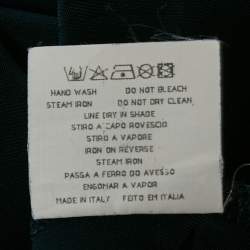 HAND WASH DO NOT BLEACH
STEAM IRON DO NOT DRY CLEAN
LINE DRY IN SHADE
STIRO A CAPO ROVESCIO
STIRO A VAPORE
IRON ON REVERSE
STEAM IRON
PASSA A FERRO DO AVESSO
ENGOMAR A VAPOR
MADE IN ITALY FEITO EM ITALIA